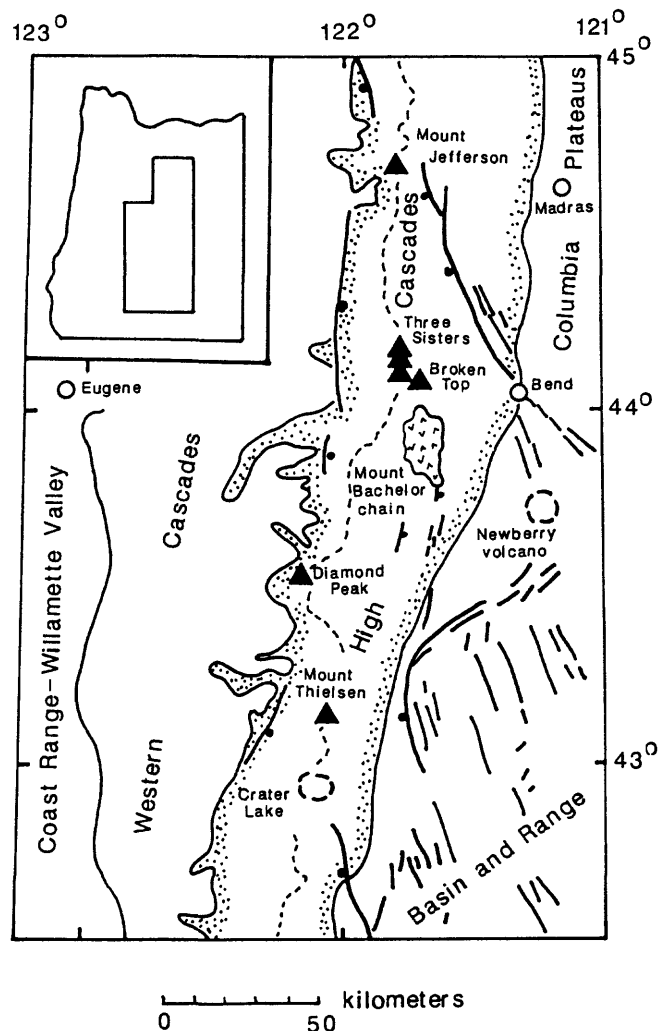 123°
122°
121°
45°
Mount
Jefferson
Plateaus
Madras
Cascades
Columbia
Three
Sisters
Broken
Top
Bend
Eugene
44°
Cascades
Mount
Bachelor
chain
Newberry
volcano
Coast Range-Willamette Valley
Diamond
Peak
High
Mount
Thielsen
43°
Western
Crater
Lake
Basin and Range
kilometers
0 50